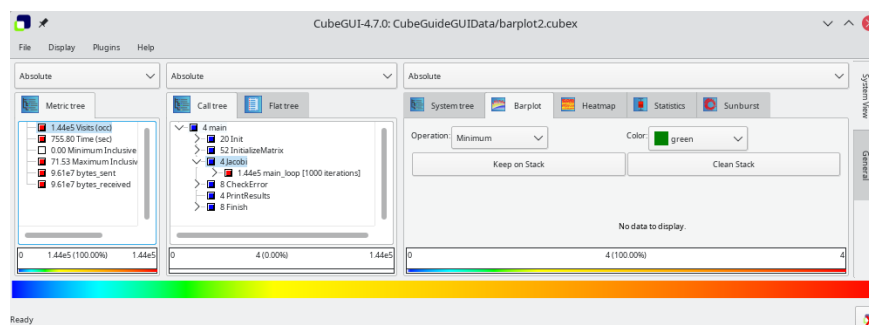 CubeGUI-4.7.0: CubeGuideGUIData/barplot2.cubex
File Display Plugins Help
Absolute
Absolute
Absolute
Metric tree
Call tree
Flat tree
System tree
Barplot
Heatmap
Statistics
Sunburst
1.44e5 Visits (occ)
755.80 Time (sec)
0.00 Minimum Inclusive
71.53 Maximum Inclusiv
9.61e7 bytes_sent
9.61e7 bytes_received
4 main
20 Init
52 InitializeMatrix
4 Jacobi
1.44e5 main_loop [1000 iterations]
8 CheckError
4 PrintResults
8 Finish
Operation: Minimum
Color: green
Keep on Stack
Clean Stack
No data to display.
0 1.44e5 (100.00%) 1.44e5
0 4 (0.00%) 1.44e5
0 4 (100.00%) 4
System View
General
Ready